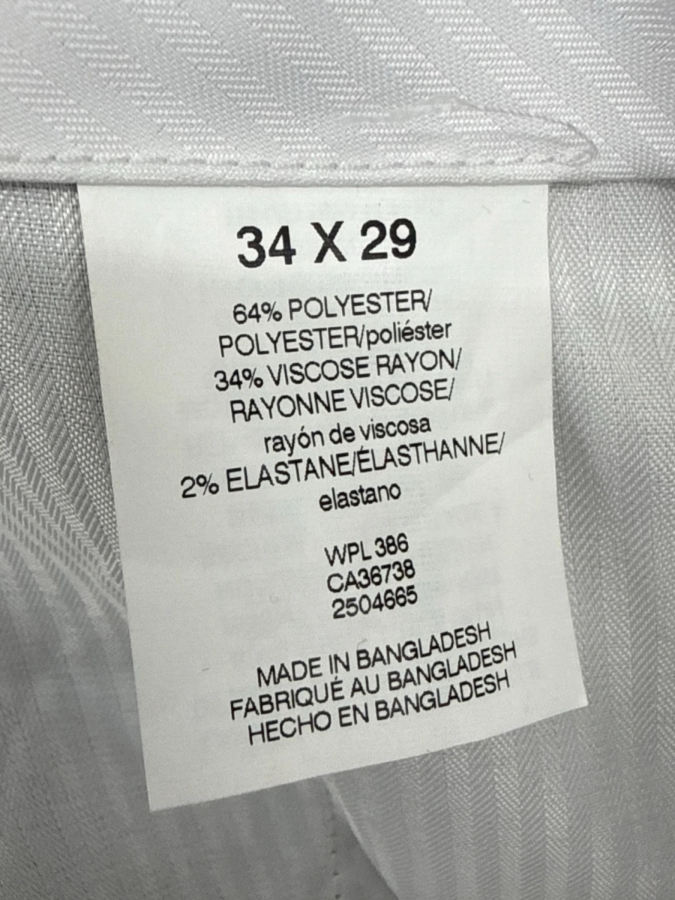 34 X 29
64% POLYESTER/
POLYESTER/poliéster
34% VISCOSE RAYON/
RAYONNE VISCOSE/
rayón de viscosa
2% ELASTANE/ÉLASTHANNE/
elastano
WPL 386
CA36738
2504665
MADE IN BANGLADESH
FABRIQUÉ AU BANGLADESH
HECHO EN BANGLADESH